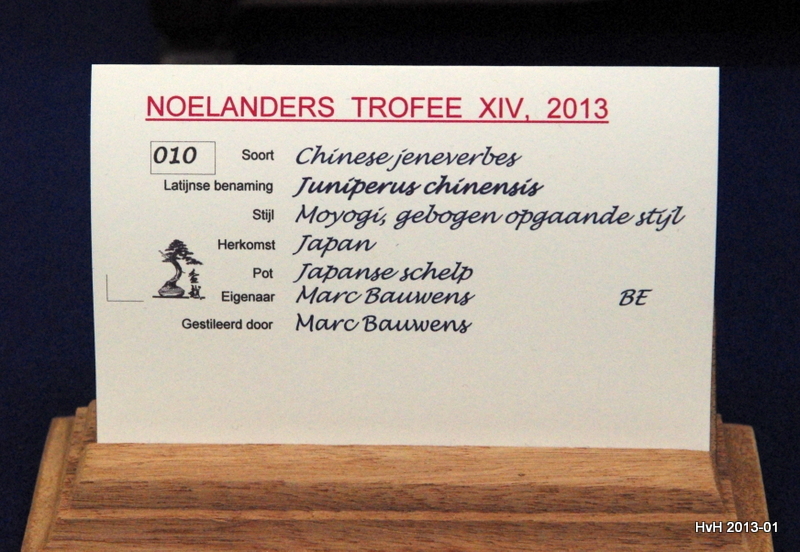 NOELANDERS TROFEE XIV, 2013
010 Soort Chinese jeneverbes
Latijnse benaming Juniperus chinensis
Stijl Moyogi, gebogen opgaande stijl
Herkomst Japan
Pot Japanse schelp
Eigenaar Marc Bauwens BE
Gestileerd door Marc Bauwens
HvH 2013-01